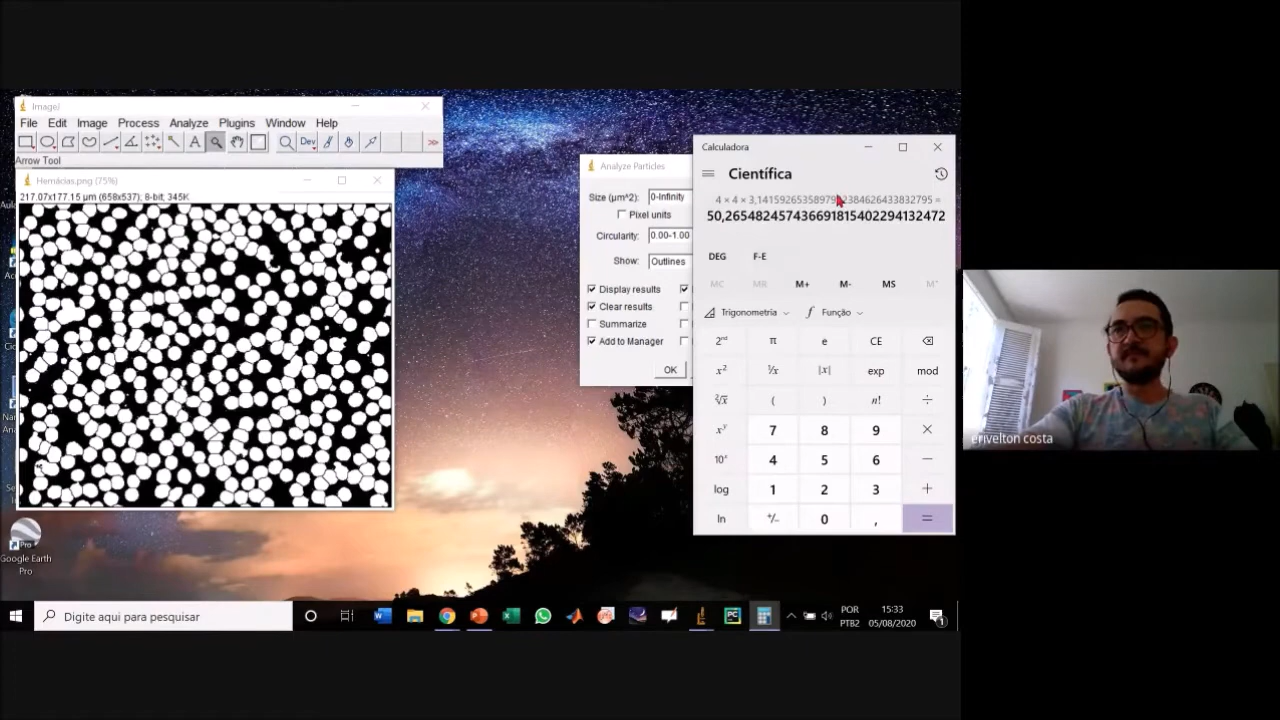 ImageJ
File Edit Image Process Analyze Plugins Window Help
A Dev >>
Arrow Tool
Hemácias.png (75%)
217.07x177.15 µm (658x537); 8-bit; 345K
Analyze Particles
Size (µm^2): 0-Infinity
Pixel units
Circularity: 0.00-1.00
Show: Outlines
Display results
Clear results
Summarize
Add to Manager
OK
Calculadora
Científica
50,265482457436691815402294132472
DEG F-E
MC MR M+ M- MS M˅
Trigonometria Função
2ⁿᵈ π e CE
x² ¹/x |x| exp mod
²√x ( ) n! ÷
xʸ 7 8 9 ×
10ˣ 4 5 6 −
log 1 2 3 +
ln +/− 0 , =
erivelton costa
Pro
Google Earth
Pro
Digite aqui para pesquisar
POR
PTB2
15:33
05/08/2020
1